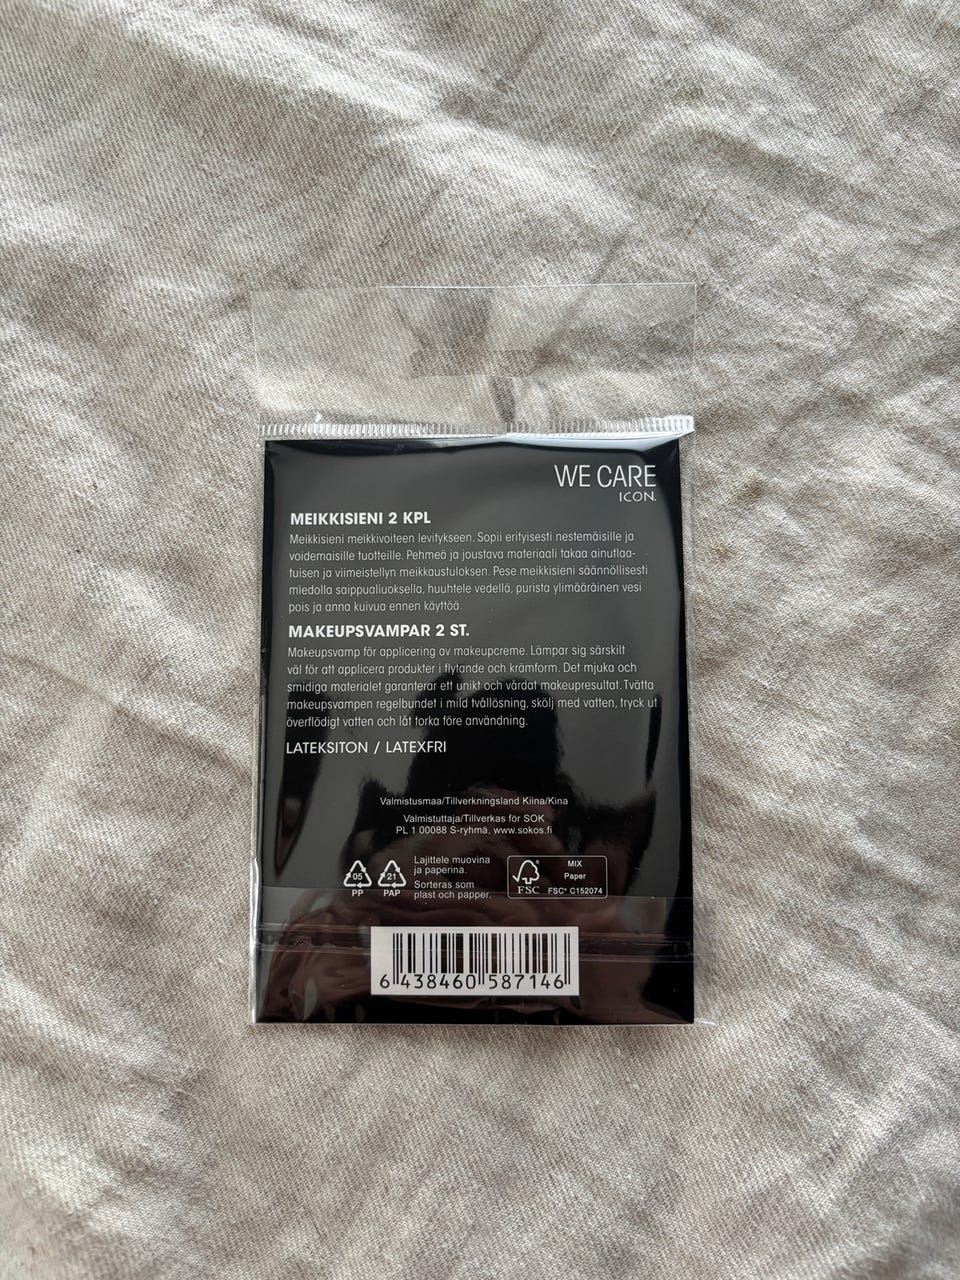 WE CARE
ICON.
MEIKKISIENI 2 KPL
Meikkisieni meikkivoiteen levitykseen. Sopii erityisesti nestemäisille ja
voidemaisille tuotteille. Pehmeä ja joustava materiaali takaa ainutlaa-
tuisen ja viimeistellyn meikkaustuloksen. Pese meikkisieni säännöllisesti
miedolla saippualiuoksella, huuhtele vedellä, purista ylimääräinen vesi
pois ja anna kuivua ennen käyttöä.
MAKEUPSVAMPAR 2 ST.
Makeupsvamp för applicering av makeupcreme. Lämpar sig särskilt
väl för att applicera produkter i flytande och krämform. Det mjuka och
smidiga materialet garanterar ett unikt och vårdat makeupresultat. Tvätta
makeupsvampen regelbundet i mild tvållösning, skölj med vatten, tryck ut
överflödigt vatten och låt torka före användning.
LATEKSITON / LATEXFRI
Valmistusmaa/Tillverkningsland Kiina/Kina
Valmistuttaja/Tillverkas för SOK
PL 1 00088 S-ryhmä, www.sokos.fi
05
PP
21
PAP
Lajittele muovina
ja paperina.
Sorteras som
plast och papper.
FSC
MIX
Paper
FSC® C152074
6 438460 587146